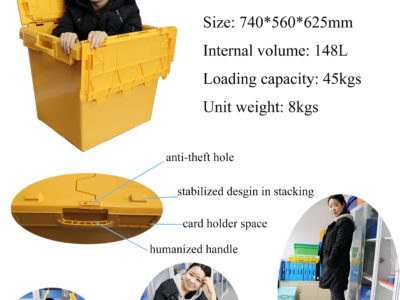 Size: 740*560*625mm
Internal volume: 148L
Loading capacity: 45kgs
Unit weight: 8kgs
anti-theft hole
stabilized desgin in stacking
card holder space
humanized handle